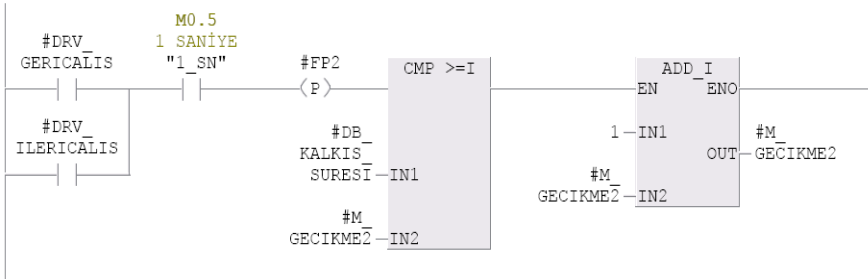 M0.5
1 SANİYE
"1_SN"
#DRV_
GERICALIS
#FP2
(P)
CMP >=I
ADD_I
EN ENO
#DRV_
ILERICALIS
#DB_
KALKIS_
SURESI
IN1
#M_
GECIKME2
IN2
1
IN1
#M_
GECIKME2
OUT
#M_
GECIKME2
IN2